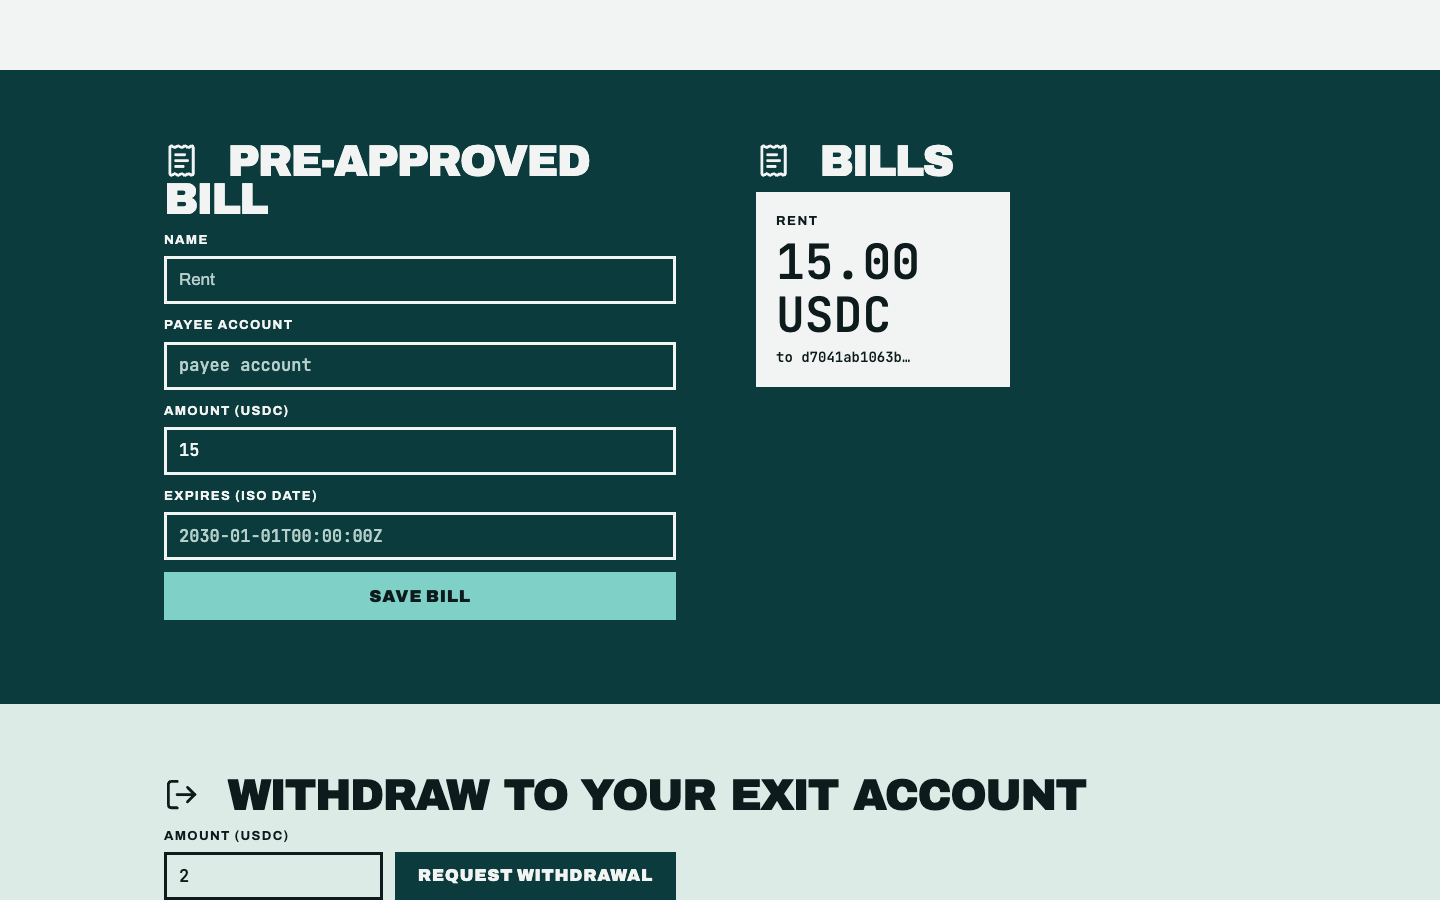 PRE-APPROVED
BILL
NAME
Rent
PAYEE ACCOUNT
payee account
AMOUNT (USDC)
15
EXPIRES (ISO DATE)
2030-01-01T00:00:00Z
SAVE BILL
BILLS
RENT
15.00
USDC
to d7041ab1063b…
WITHDRAW TO YOUR EXIT ACCOUNT
AMOUNT (USDC)
2
REQUEST WITHDRAWAL